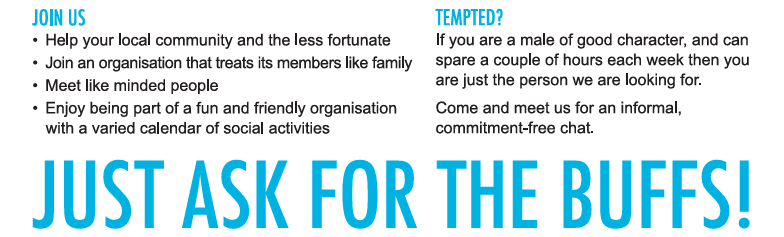 JOIN US
• Help your local community and the less fortunate
• Join an organisation that treats its members like family
• Meet like minded people
• Enjoy being part of a fun and friendly organisation
with a varied calendar of social activities
TEMPTED?
If you are a male of good character, and can
spare a couple of hours each week then you
are just the person we are looking for.
Come and meet us for an informal,
commitment-free chat.
JUST ASK FOR THE BUFFS!